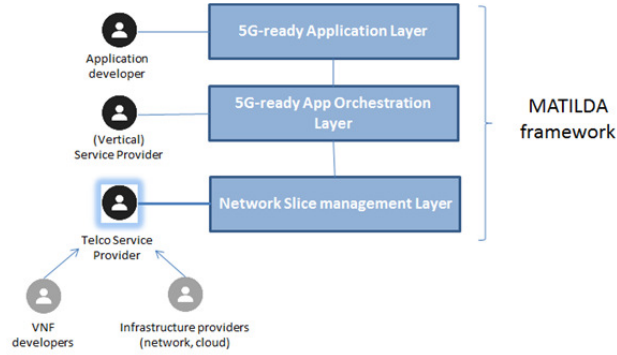 5G-ready Application Layer
Application
developer
5G-ready App Orchestration
Layer
MATILDA
framework
(Vertical)
Service Provider
Network Slice management Layer
Telco Service
Provider
VNF
developers
Infrastructure providers
(network, cloud)